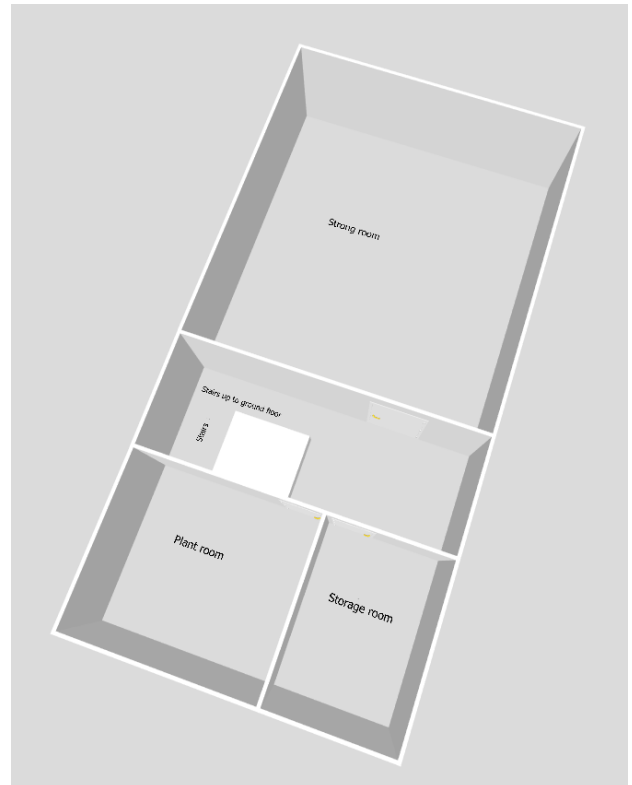 Strong room
Stairs up to ground floor
Stairs
Plant room
Storage room